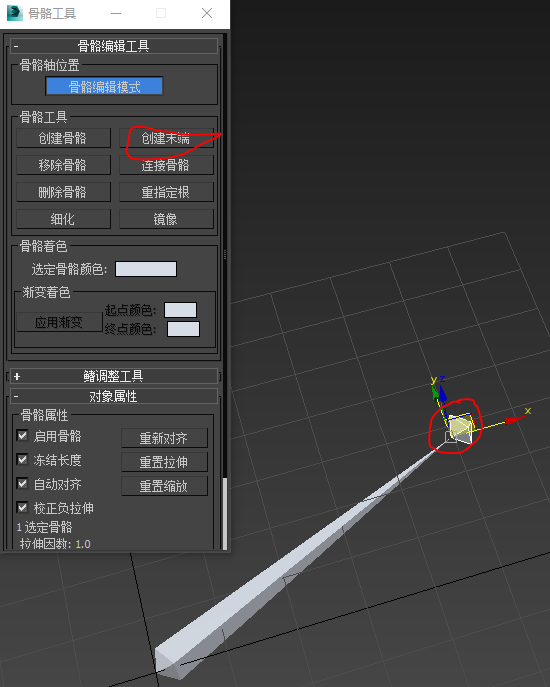 骨骼工具
- 骨骼编辑工具
骨骼轴位置
骨骼编辑模式
骨骼工具
创建骨骼 创建末端
移除骨骼 连接骨骼
删除骨骼 重指定根
细化 镜像
骨骼着色
选定骨骼颜色:
渐变着色
应用渐变 起点颜色:
终点颜色:
+ 鳍调整工具
- 对象属性
骨骼属性
启用骨骼 重新对齐
冻结长度 重置拉伸
自动对齐 重置缩放
校正负拉伸
1 选定骨骼
拉伸因数: 1.0
y
z
x